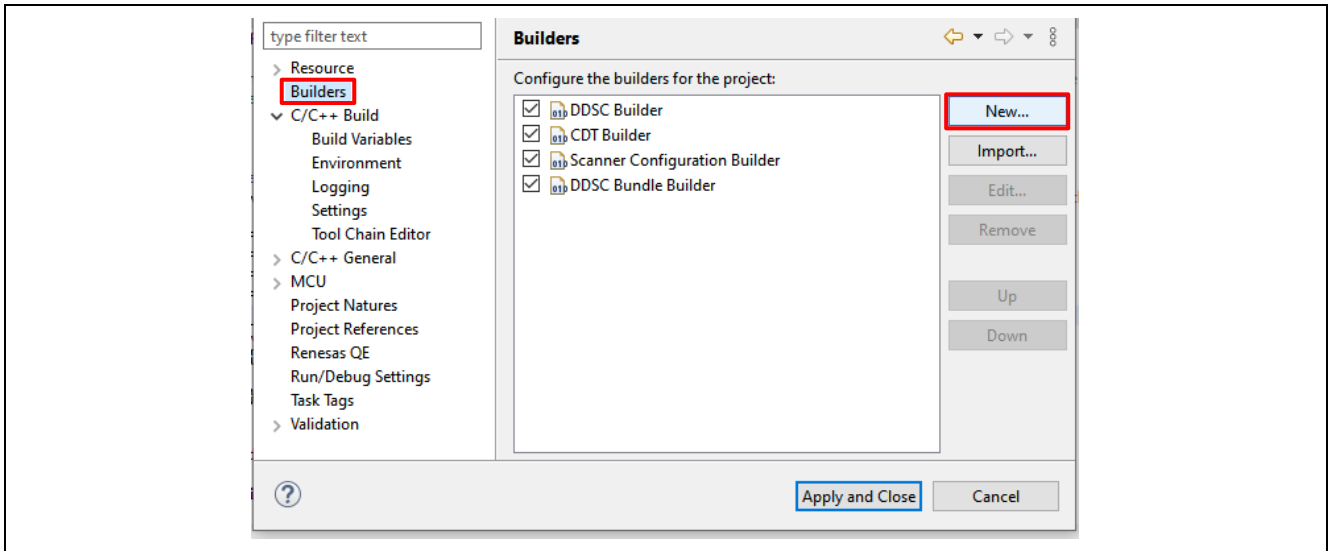 type filter text
Resource
Builders
C/C++ Build
Build Variables
Environment
Logging
Settings
Tool Chain Editor
C/C++ General
MCU
Project Natures
Project References
Renesas QE
Run/Debug Settings
Task Tags
Validation
Builders
Configure the builders for the project:
DDSC Builder
CDT Builder
Scanner Configuration Builder
DDSC Bundle Builder
New...
Import...
Edit...
Remove
Up
Down
?
Apply and Close
Cancel